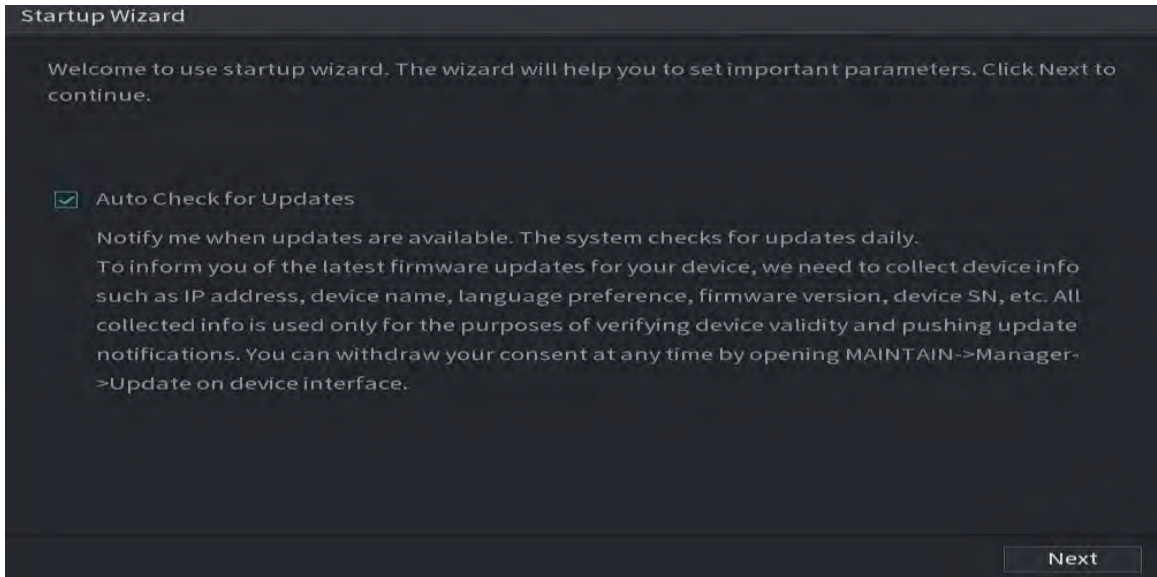 Startup Wizard
Welcome to use startup wizard. The wizard will help you to set important parameters. Click Next to
continue.
Auto Check for Updates
Notify me when updates are available. The system checks for updates daily.
To inform you of the latest firmware updates for your device, we need to collect device info
such as IP address, device name, language preference, firmware version, device SN, etc. All
collected info is used only for the purposes of verifying device validity and pushing update
notifications. You can withdraw your consent at any time by opening MAINTAIN->Manager-
>Update on device interface.
Next